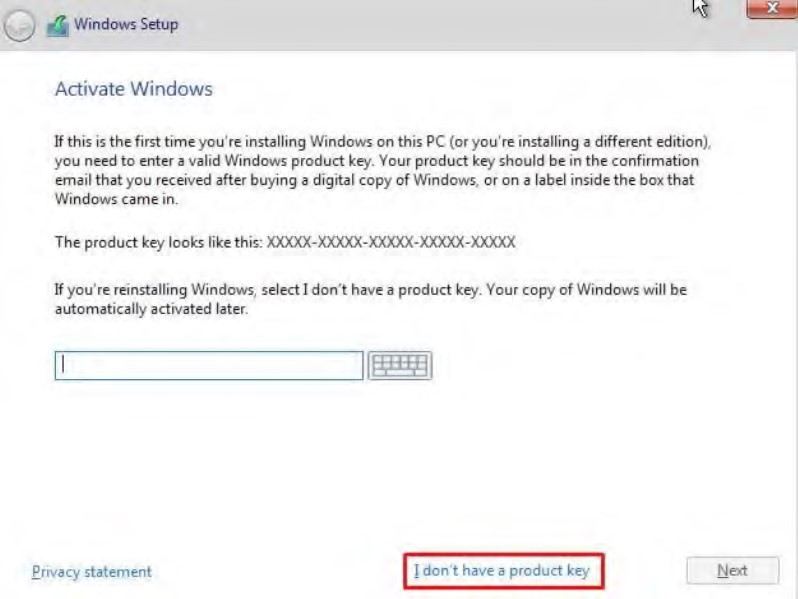 Windows Setup
Activate Windows
If this is the first time you're installing Windows on this PC (or you're installing a different edition),
you need to enter a valid Windows product key. Your product key should be in the confirmation
email that you received after buying a digital copy of Windows, or on a label inside the box that
Windows came in.
The product key looks like this: XXXXX-XXXXX-XXXXX-XXXXX-XXXXX
If you're reinstalling Windows, select I don't have a product key. Your copy of Windows will be
automatically activated later.
Privacy statement
I don't have a product key
Next